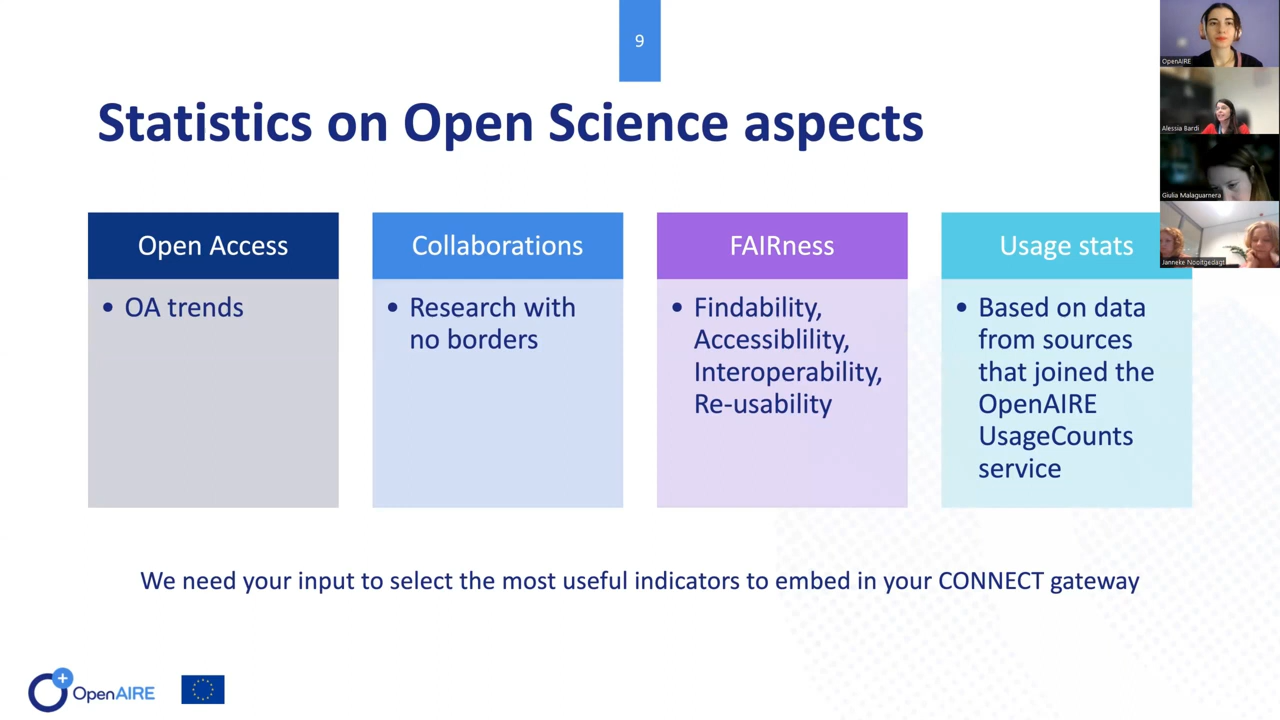 9
Statistics on Open Science aspects
OpenAIRE
Alessia Bardi
Giulia Malaguarnera
Janneke Nooitgedagt
Open Access
• OA trends
Collaborations
• Research with
no borders
FAIRness
• Findability,
Accessiblility,
Interoperability,
Re-usability
Usage stats
• Based on data
from sources
that joined the
OpenAIRE
UsageCounts
service
We need your input to select the most useful indicators to embed in your CONNECT gateway
OpenAIRE